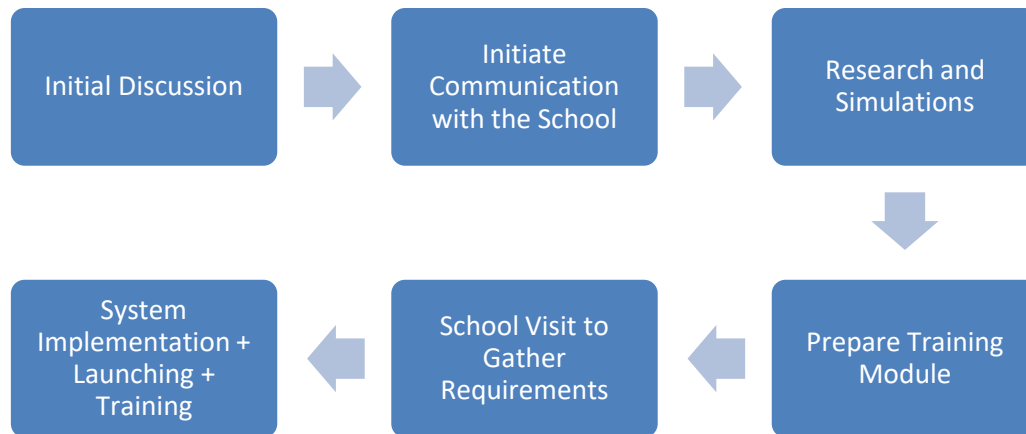 Initial Discussion
Initiate
Communication
with the School
Research and
Simulations
Prepare Training
Module
School Visit to
Gather
Requirements
System
Implementation +
Launching +
Training